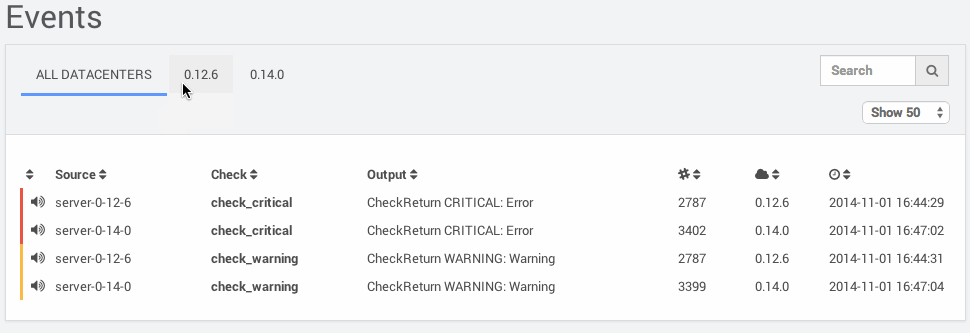 Events
ALL DATACENTERS 0.12.6 0.14.0 Search
Show 50
Source Check Output
server-0-12-6 check_critical CheckReturn CRITICAL: Error 2787 0.12.6 2014-11-01 16:44:29
server-0-14-0 check_critical CheckReturn CRITICAL: Error 3402 0.14.0 2014-11-01 16:47:02
server-0-12-6 check_warning CheckReturn WARNING: Warning 2787 0.12.6 2014-11-01 16:44:31
server-0-14-0 check_warning CheckReturn WARNING: Warning 3399 0.14.0 2014-11-01 16:47:04